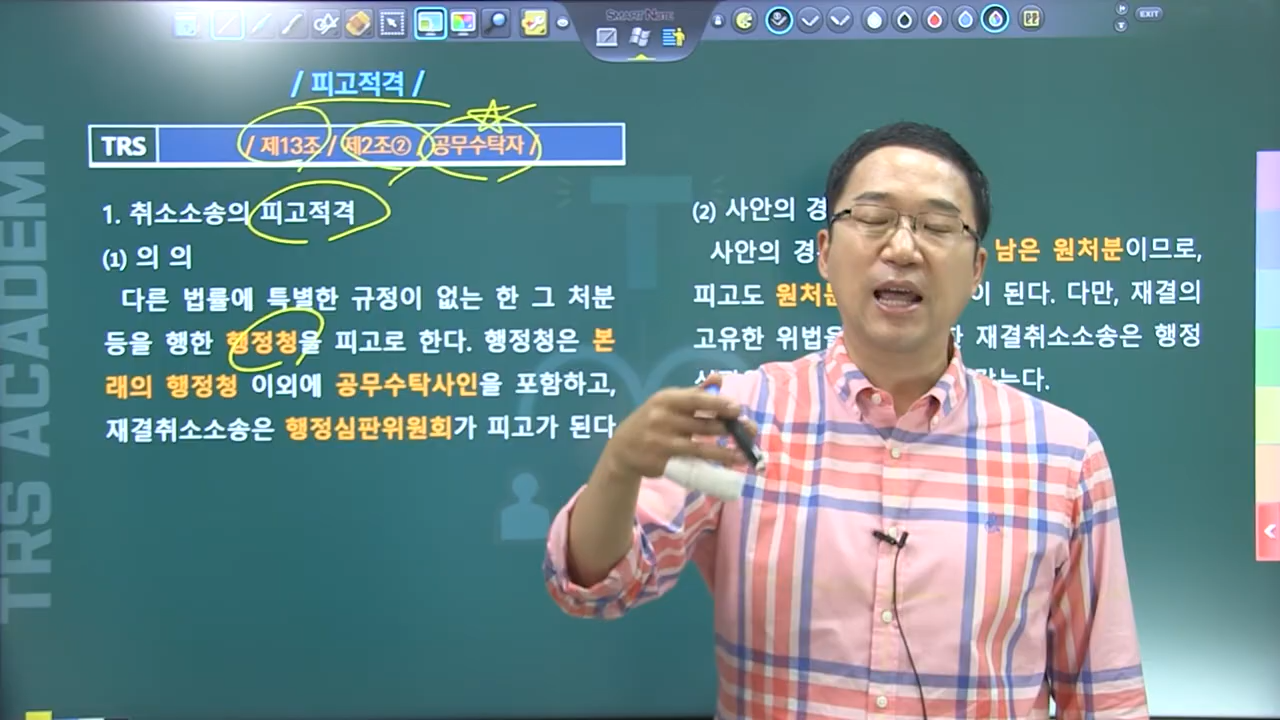 SMART NOTE
EXIT
/ 피고적격 /
TRS
/ 제13조 / 제2조② / 공무수탁자 /
1. 취소소송의 피고적격
(1) 의 의
다른 법률에 특별한 규정이 없는 한 그 처분
등을 행한 행정청을 피고로 한다. 행정청은 본
래의 행정청 이외에 공무수탁사인을 포함하고,
재결취소소송은 행정심판위원회가 피고가 된다
(2) 사안의
사안의 남은 원처분이므로,
피고도 된다. 다만, 재결의
고유한 위법을 재결취소소송은 행정
TRS ACADEMY